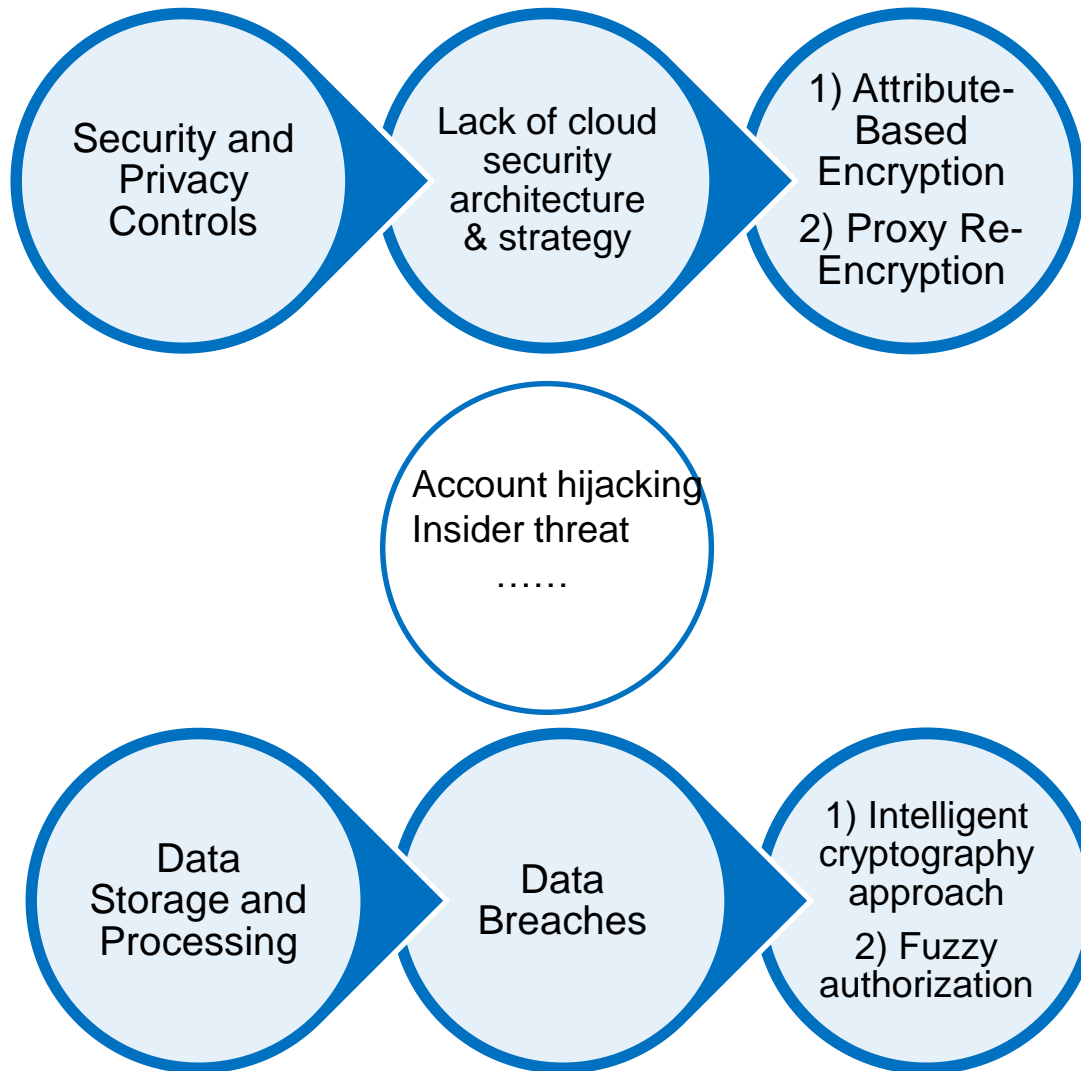 Security and
Privacy
Controls
Lack of cloud
security
architecture
& strategy
1) Attribute-
Based
Encryption
2) Proxy Re-
Encryption
Account hijacking
Insider threat
......
Data
Storage and
Processing
Data
Breaches
1) Intelligent
cryptography
approach
2) Fuzzy
authorization